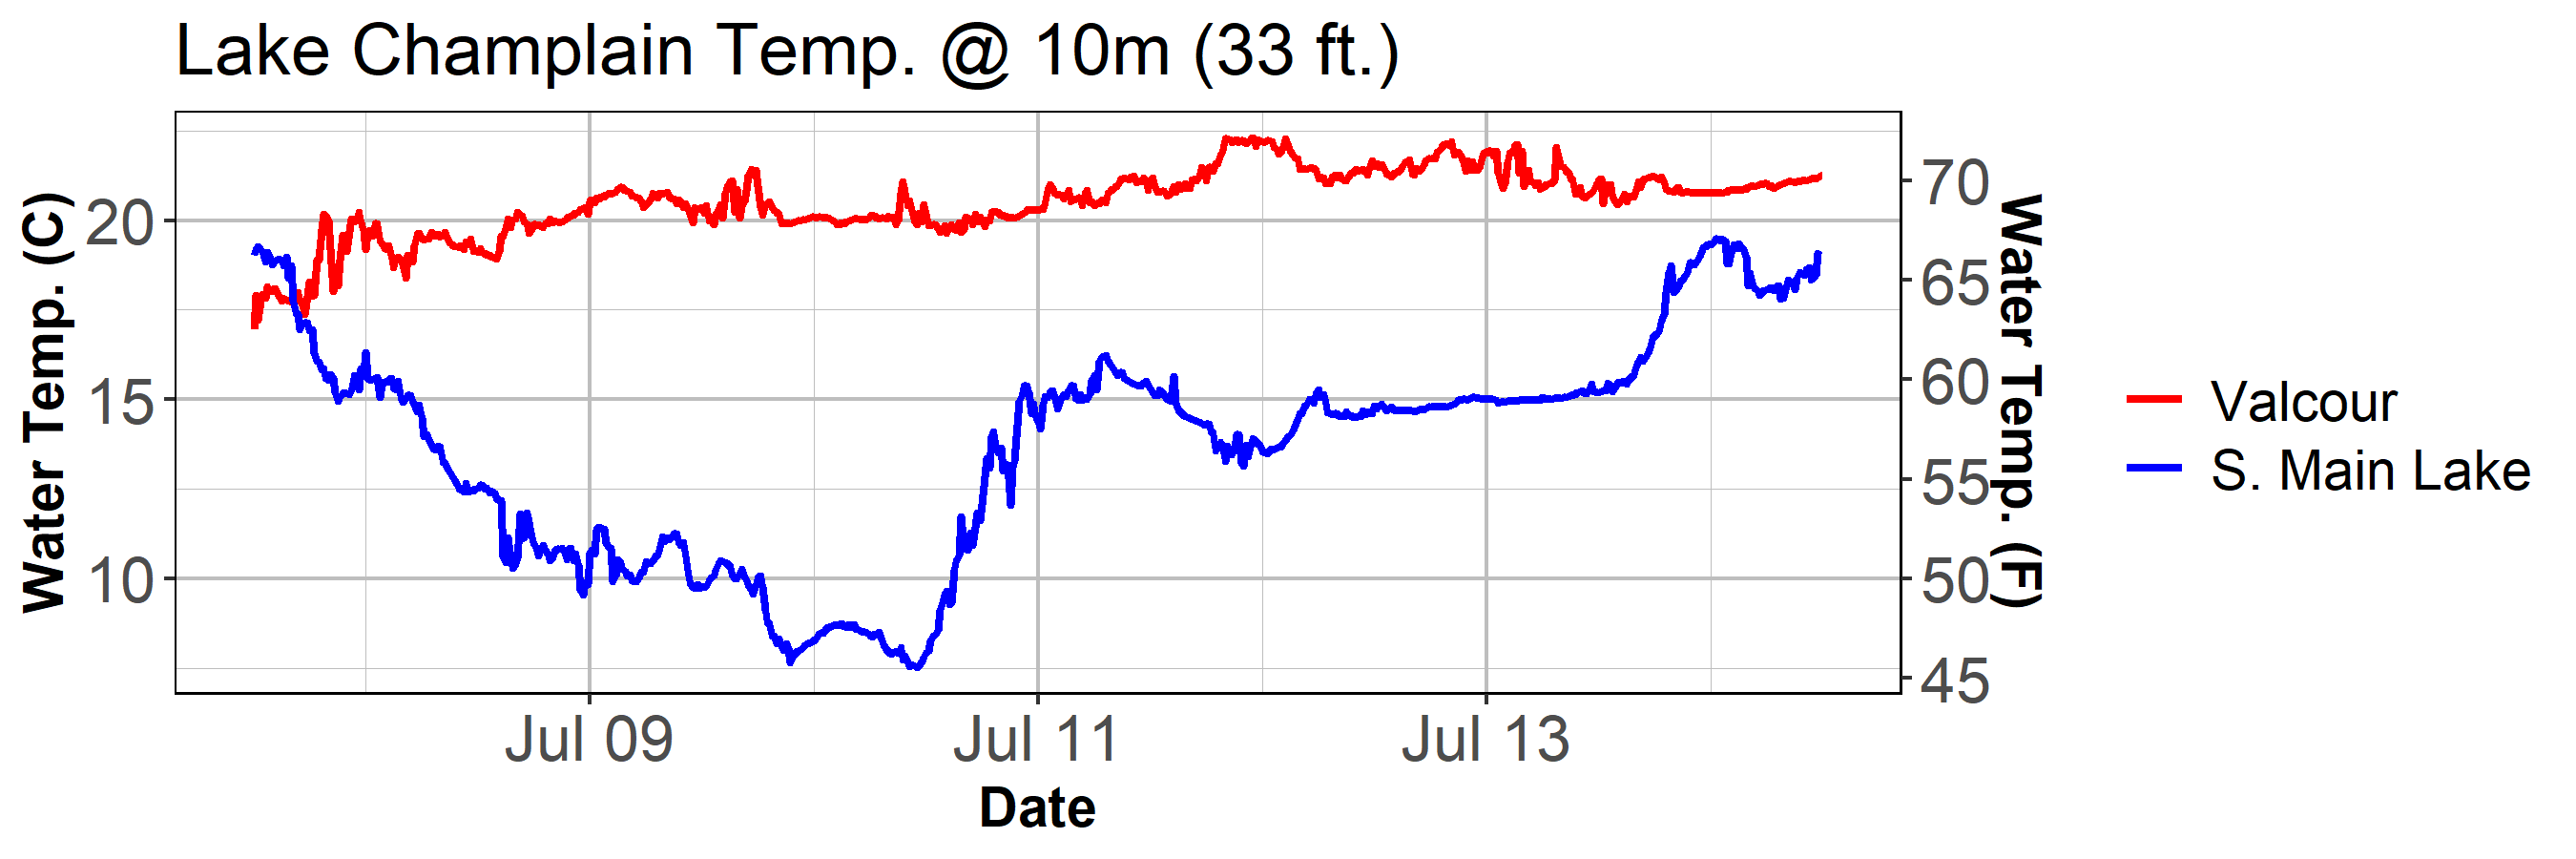 Lake Champlain Temp. @ 10m (33 ft.)
Water Temp. (C)
20
15
10
70
65
60
55
50
45
Water Temp. (F)
Jul 09
Jul 11
Jul 13
Date
Valcour
S. Main Lake